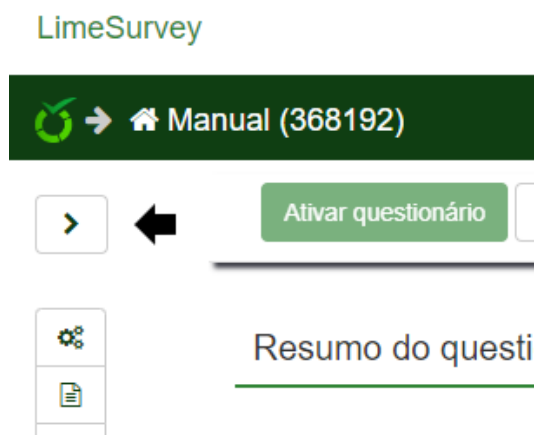 LimeSurvey
Manual (368192)
Ativar questionário
Resumo do questi